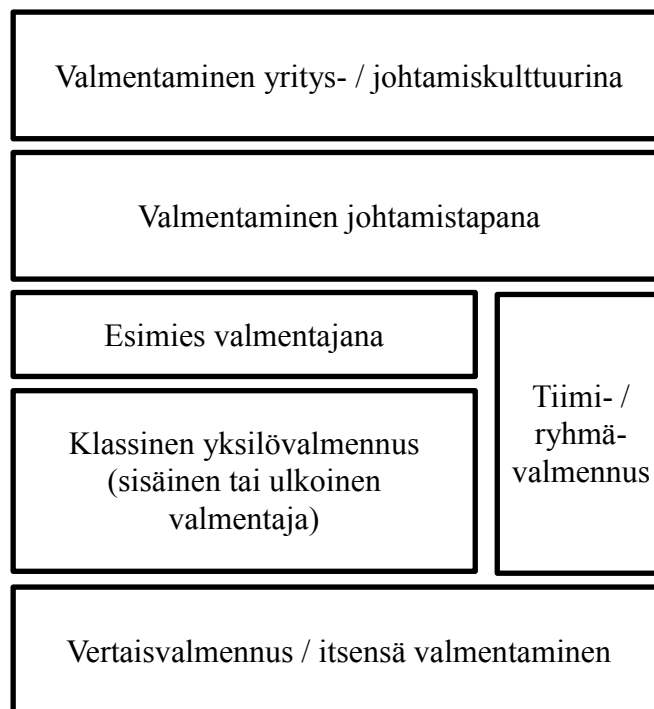 Valmentaminen yritys- / johtamiskulttuurina
Valmentaminen johtamistapana
Esimies valmentajana
Klassinen yksilövalmennus
(sisäinen tai ulkoinen
valmentaja)
Tiimi- /
ryhmä-
valmennus
Vertaisvalmennus / itsensä valmentaminen